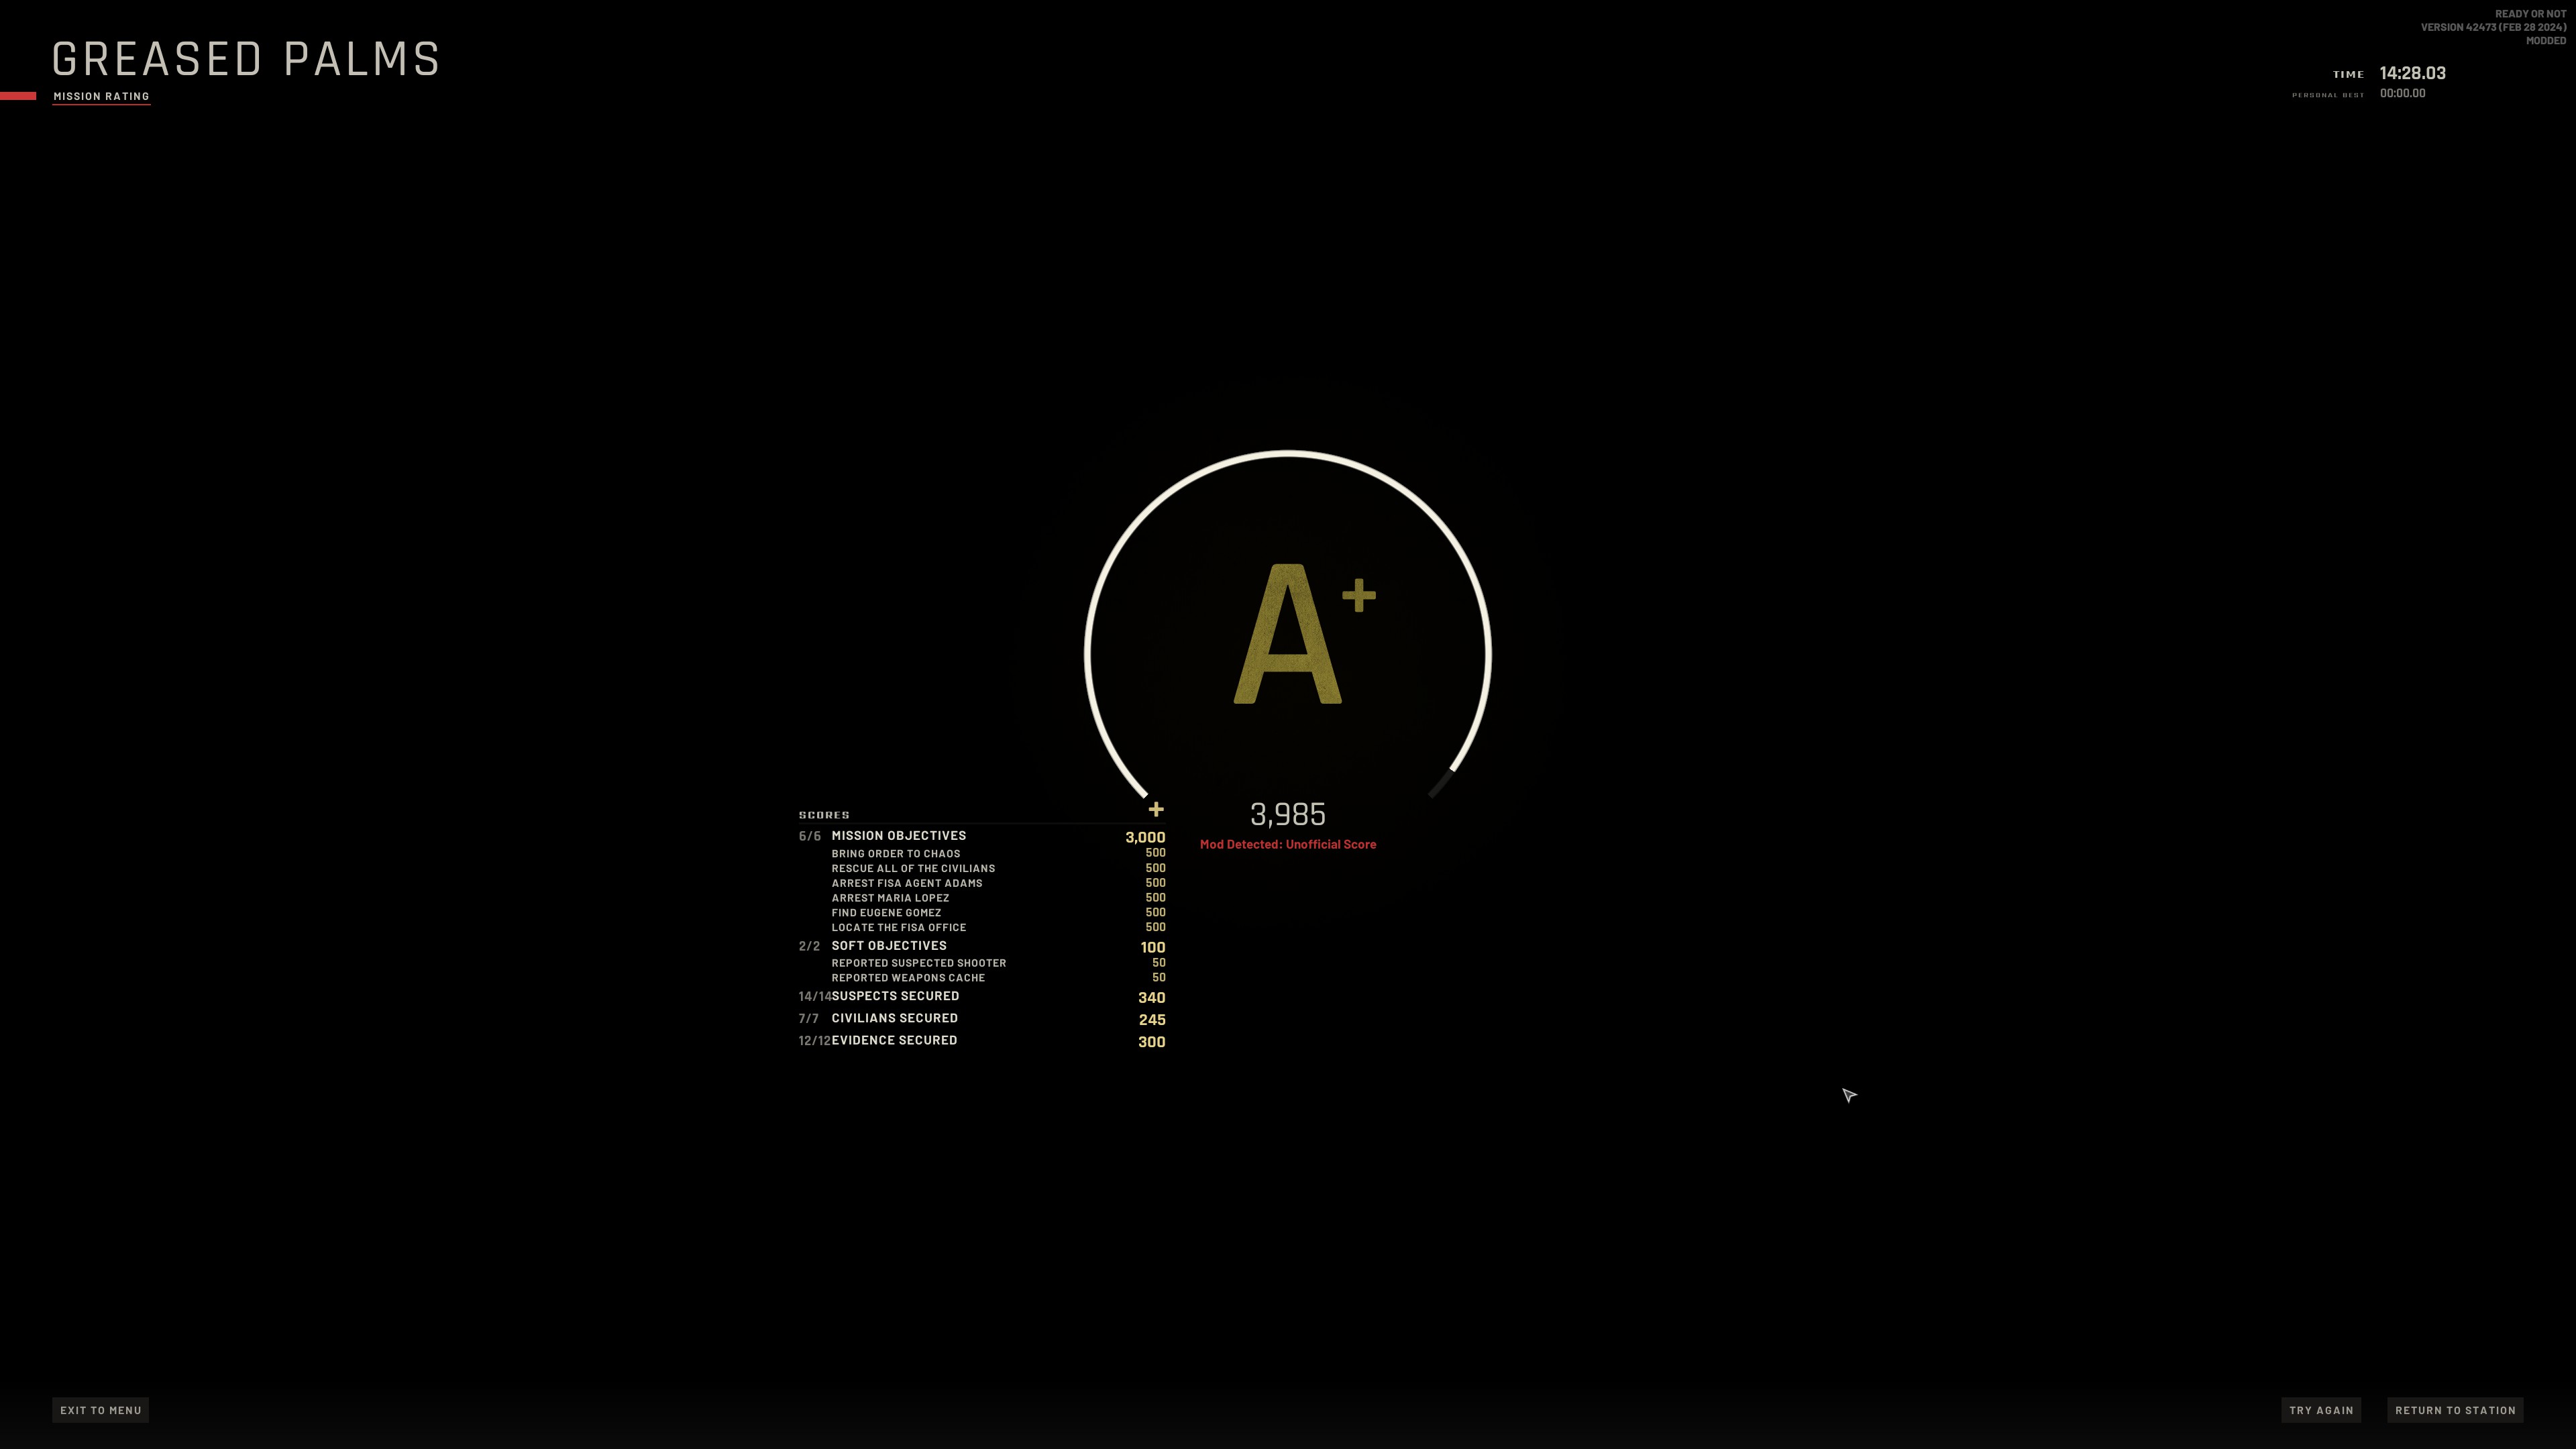 GREASED PALMS
MISSION RATING
READY OR NOT
VERSION 42473 (FEB 28 2024)
MODDED
TIME 14:28.03
PERSONAL BEST 00:00.00
A+
3,985
Mod Detected: Unofficial Score
SCORES +
6/6 MISSION OBJECTIVES 3,000
BRING ORDER TO CHAOS 500
RESCUE ALL OF THE CIVILIANS 500
ARREST FISA AGENT ADAMS 500
ARREST MARIA LOPEZ 500
FIND EUGENE GOMEZ 500
LOCATE THE FISA OFFICE 500
2/2 SOFT OBJECTIVES 100
REPORTED SUSPECTED SHOOTER 50
REPORTED WEAPONS CACHE 50
14/14 SUSPECTS SECURED 340
7/7 CIVILIANS SECURED 245
12/12 EVIDENCE SECURED 300
EXIT TO MENU
TRY AGAIN
RETURN TO STATION